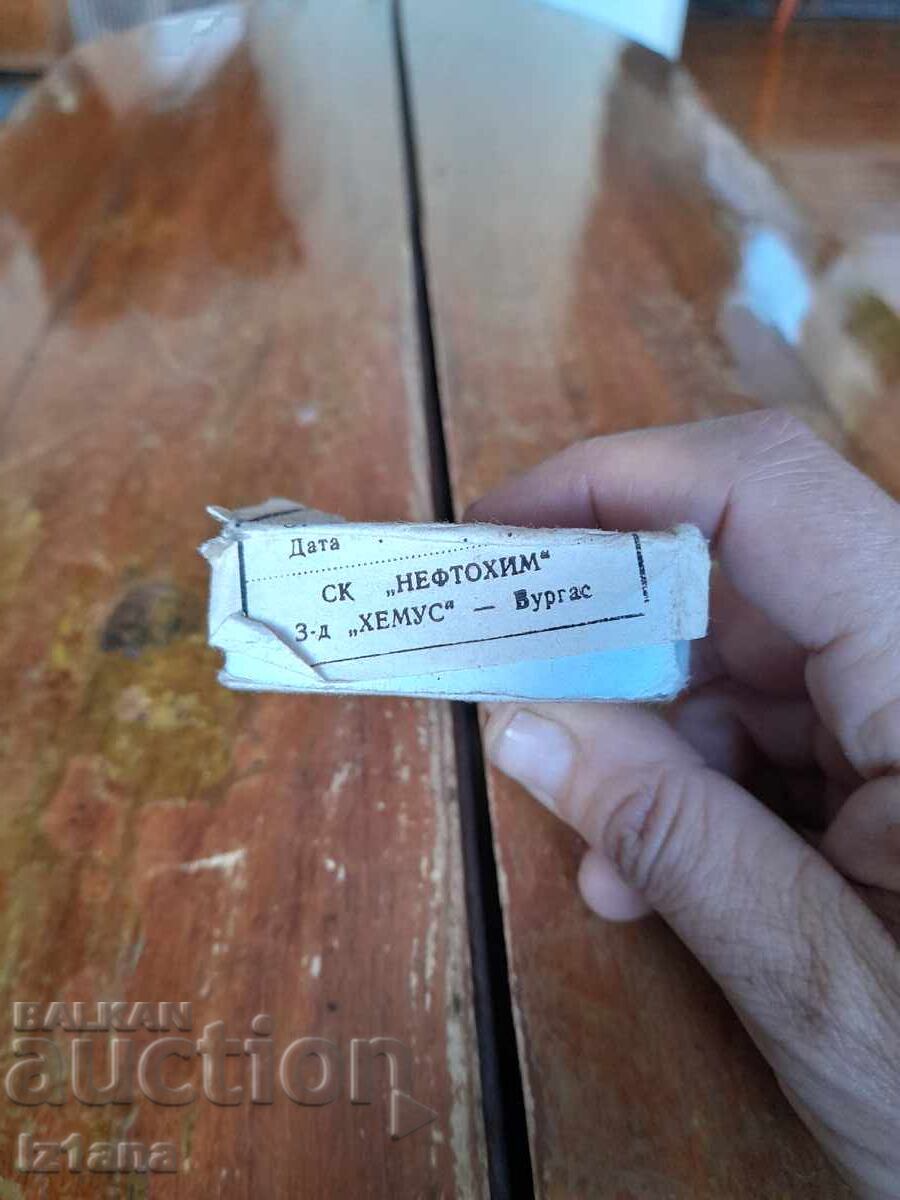 Дата . . .
СК „НЕФТОХИМ“
З-д „ХЕМУС“ — Бургас
BALKAN
auction
Iz1ana